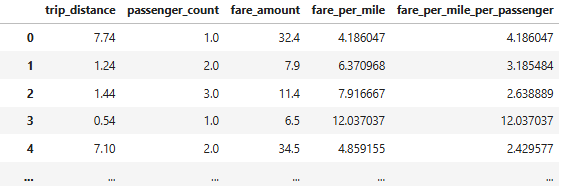 trip_distance passenger_count fare_amount fare_per_mile fare_per_mile_per_passenger
0 7.74 1.0 32.4 4.186047 4.186047
1 1.24 2.0 7.9 6.370968 3.185484
2 1.44 3.0 11.4 7.916667 2.638889
3 0.54 1.0 6.5 12.037037 12.037037
4 7.10 2.0 34.5 4.859155 2.429577
... ... ... ... ... ...